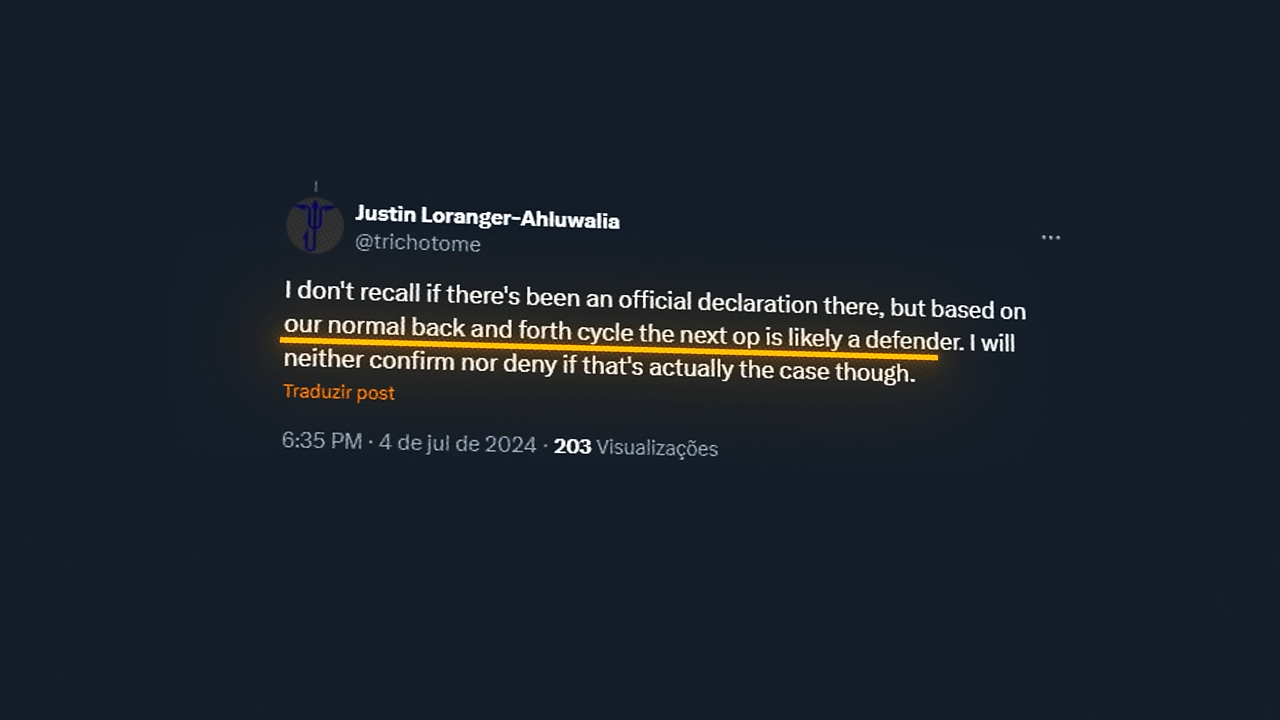 Justin Loranger-Ahluwalia
@trichotome
I don't recall if there's been an official declaration there, but based on
our normal back and forth cycle the next op is likely a defender. I will
neither confirm nor deny if that's actually the case though.
Traduzir post
6:35 PM · 4 de jul de 2024 · 203 Visualizações